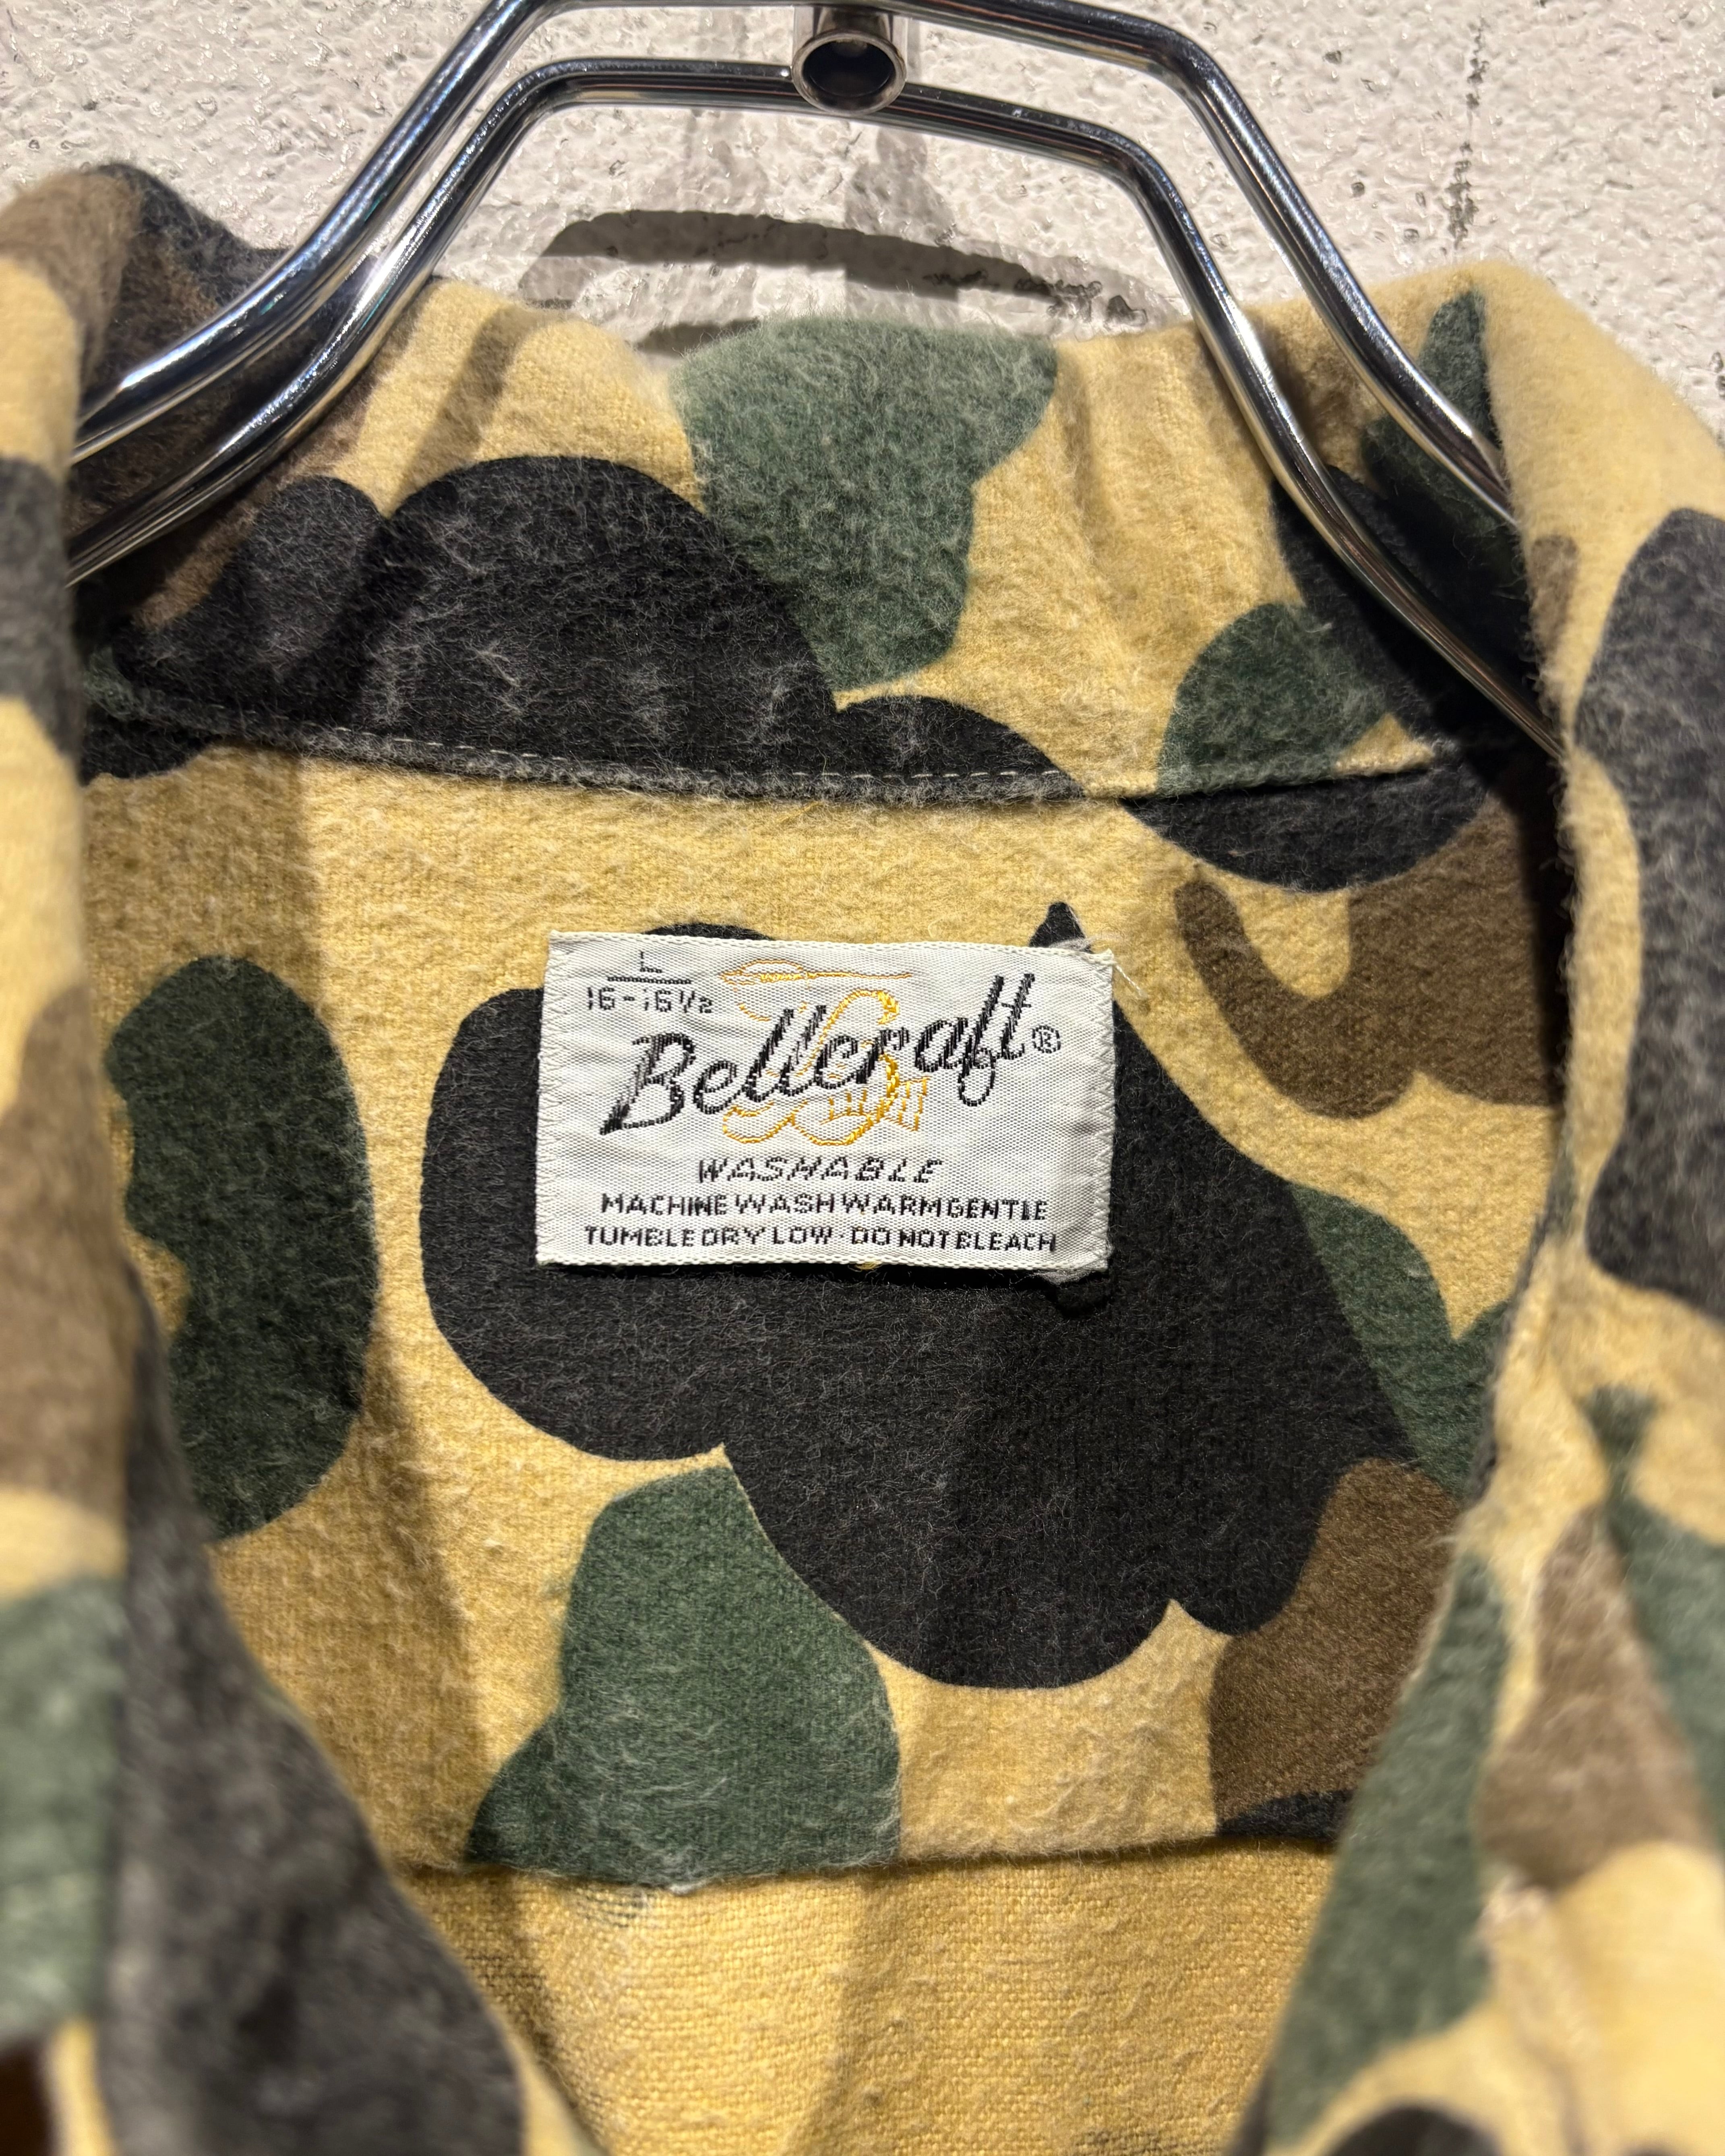 L
16-16½
Bellcraft®
WASHABLE
MACHINE WASH WARM GENTLE
TUMBLE DRY LOW · DO NOT BLEACH